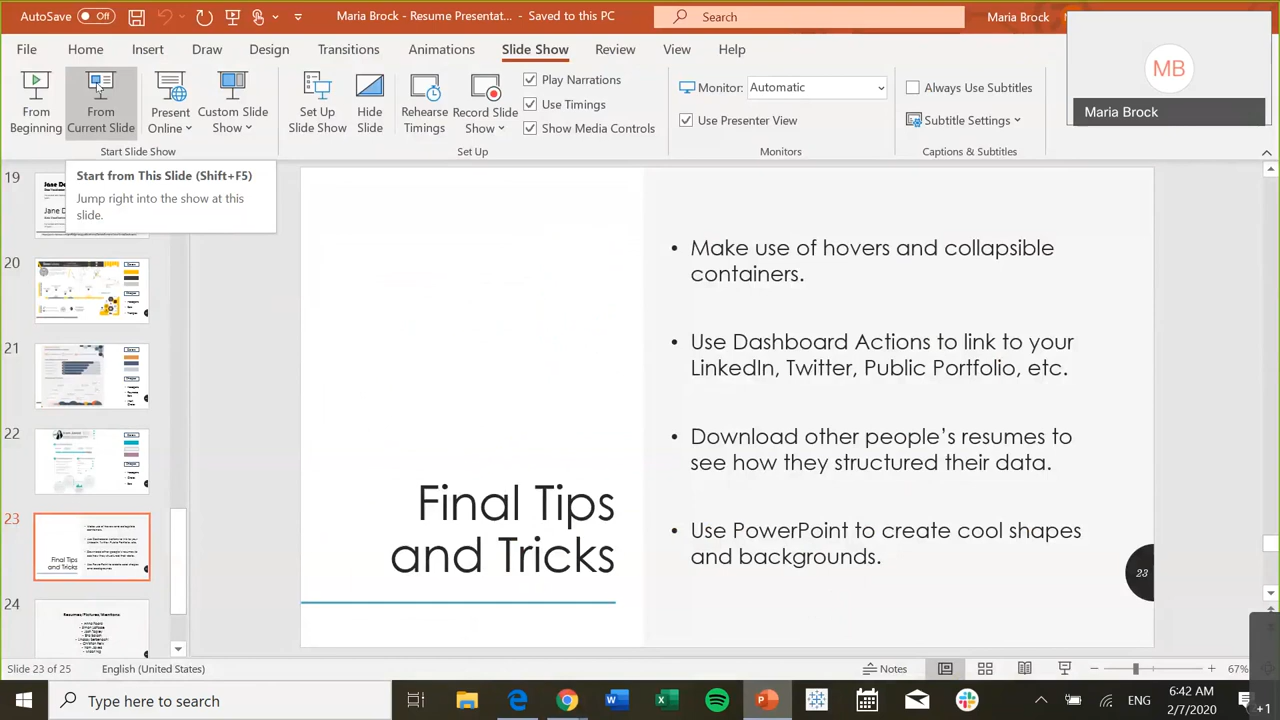 AutoSave Off
Maria Brock - Resume Presentat... - Saved to this PC
Search
Maria Brock
File Home Insert Draw Design Transitions Animations Slide Show Review View Help
MB
Maria Brock
From Beginning
From Current Slide
Present Online
Custom Slide Show
Set Up Slide Show
Hide Slide
Rehearse Timings
Record Slide Show
Play Narrations
Use Timings
Show Media Controls
Monitor: Automatic
Use Presenter View
Always Use Subtitles
Subtitle Settings
Start Slide Show
Set Up
Monitors
Captions & Subtitles
Start from This Slide (Shift+F5)
Jump right into the show at this
slide.
19
20
21
22
23
24
Final Tips
and Tricks
Resumes/Pictures/Mentions:
• Make use of hovers and collapsible
containers.
• Use Dashboard Actions to link to your
LinkedIn, Twitter, Public Portfolio, etc.
• Download other people's resumes to
see how they structured their data.
• Use PowerPoint to create cool shapes
and backgrounds.
Final Tips
and Tricks
23
Slide 23 of 25
English (United States)
Notes
67%
Type here to search
ENG
6:42 AM
2/7/2020
+1